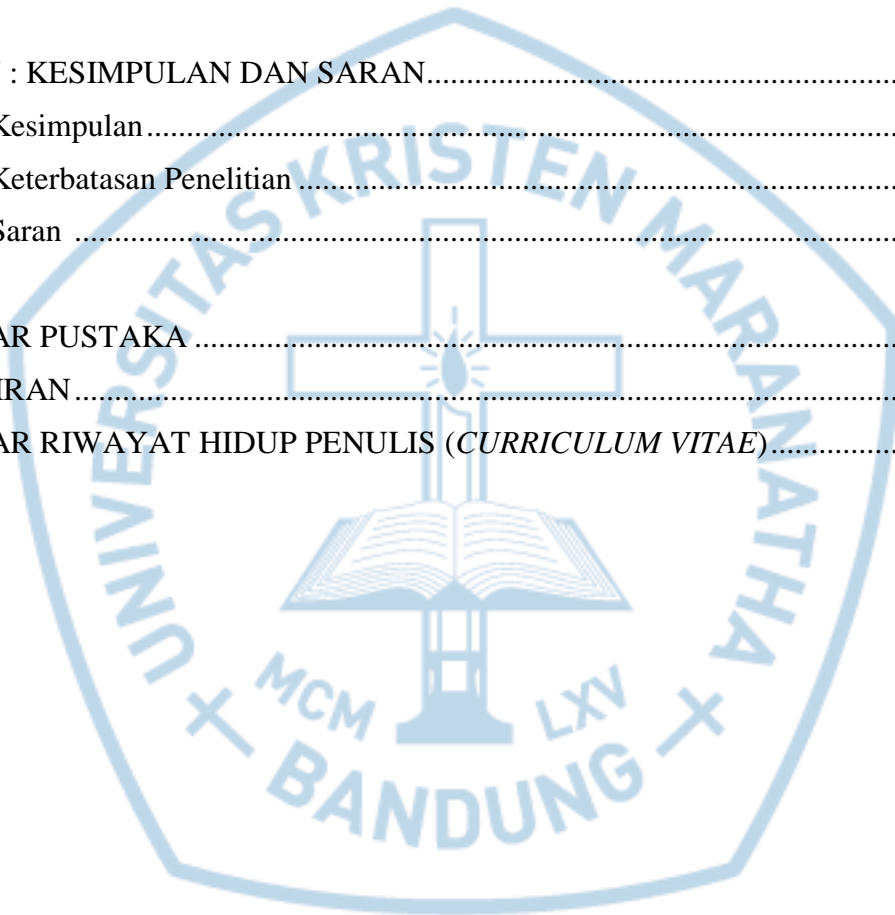 : KESIMPULAN DAN SARAN................................................................
Kesimpulan................................................................
Keterbatasan Penelitian................................................................
Saran ................................................................
AR PUSTAKA................................................................
IRAN................................................................
AR RIWAYAT HIDUP PENULIS (CURRICULUM VITAE)................
UNIVERSITAS KRISTEN MARANATHA
MCM LXV
BANDUNG